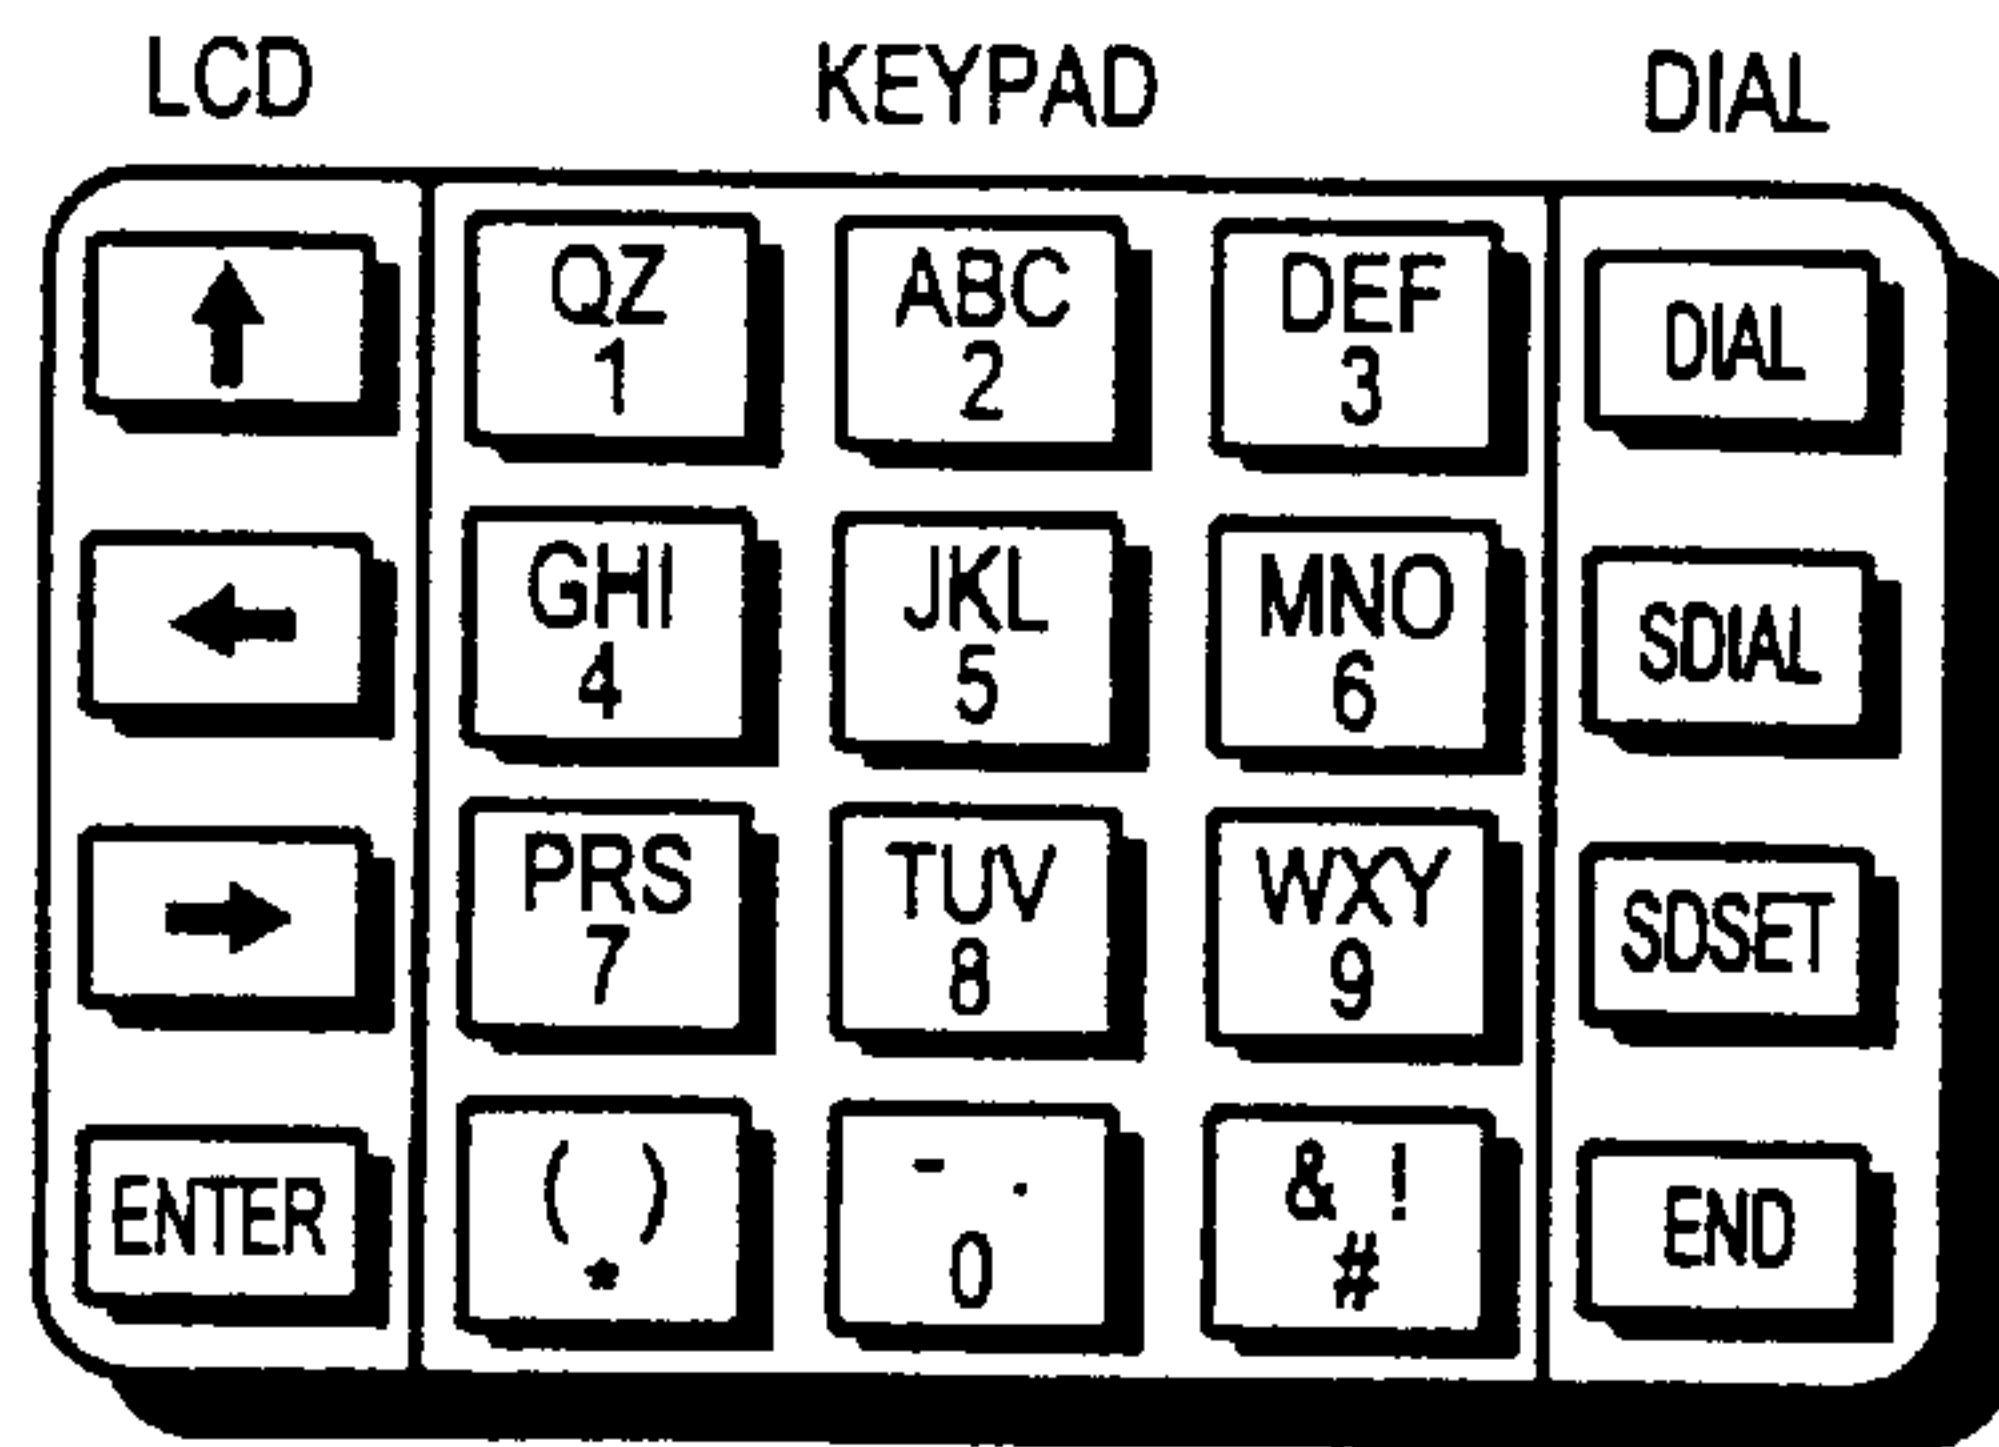 LCD KEYPAD DIAL
↑ QZ ABC DEF DIAL
1 2 3
← GHI JKL MNO SDIAL
4 5 6
→ PRS TUV WXY SDSET
7 8 9
ENTER ( ) - . & ! END
* 0 #